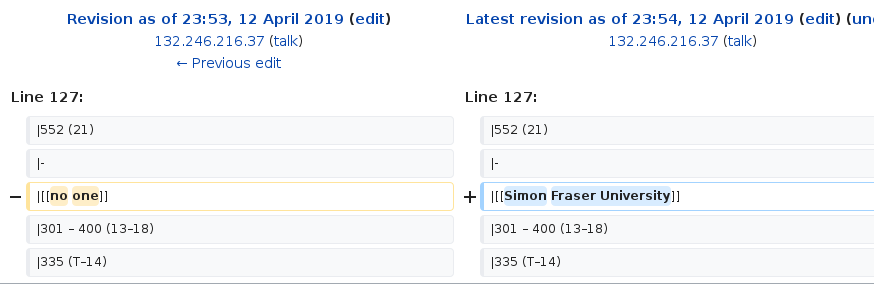 Revision as of 23:53, 12 April 2019 (edit)
132.246.216.37 (talk)
← Previous edit
Latest revision as of 23:54, 12 April 2019 (edit) (un
132.246.216.37 (talk)
Line 127:
Line 127:
|552 (21)
|552 (21)
|-
|-
− |[[no one]]
+ |[[Simon Fraser University]]
|301 – 400 (13–18)
|301 – 400 (13–18)
|335 (T–14)
|335 (T–14)